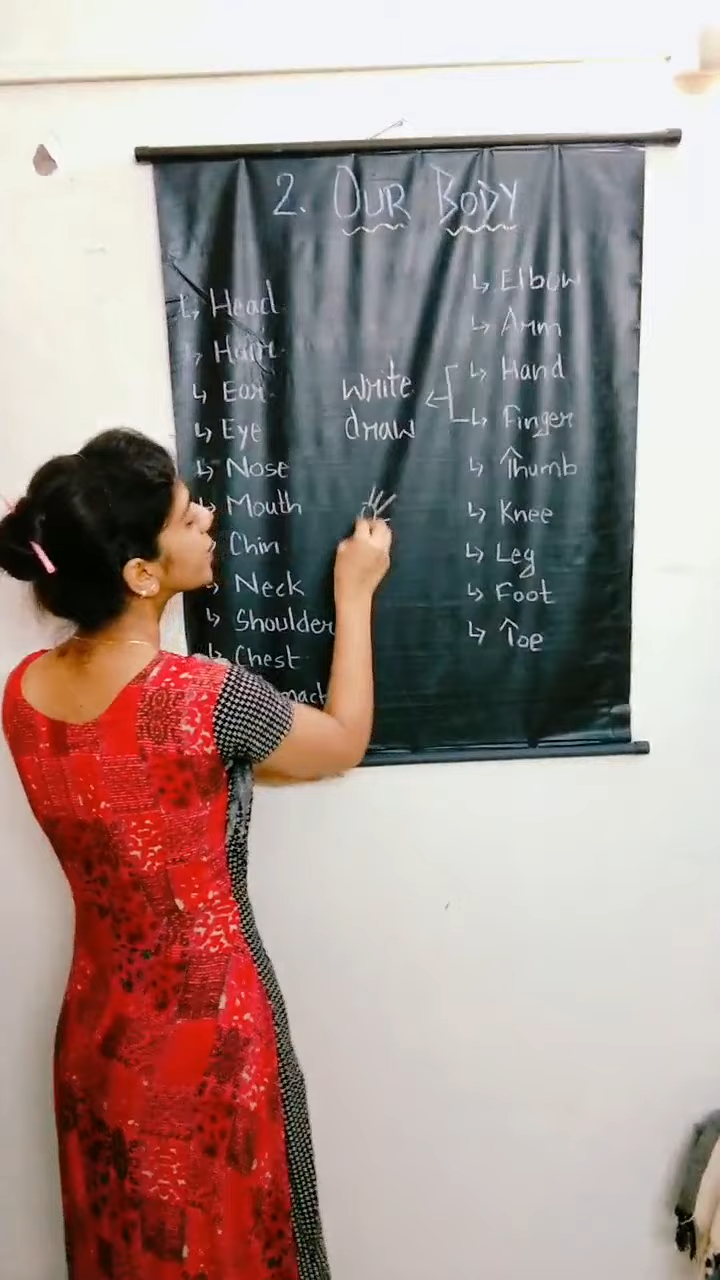 2. OUR BODY
↳ Head
↳ Hair
↳ Ear
↳ Eye
↳ Nose
↳ Mouth
Chin
↳ Neck
↳ Shoulder
↳ Chest
write
draw
↳ Elbow
↳ Arm
↳ Hand
↳ Finger
↳ Thumb
↳ Knee
↳ Leg
↳ Foot
↳ Toe